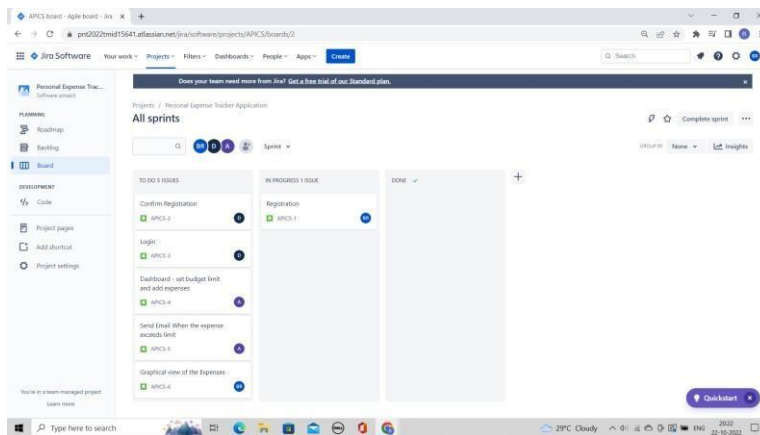 APICS board - Agile board - Jira
pnt2022tmid15641.atlassian.net/jira/software/projects/APICS/boards/2
Jira Software Your work Projects Filters Dashboards People Apps Create Search
Does your team need more from Jira? Get a free trial of our Standard plan.
Personal Expense Trac...
Software project
PLANNING
Roadmap
Backlog
Board
DEVELOPMENT
Code
Project pages
Add shortcut
Project settings
You're in a team-managed project
Learn more
Projects / Personal Expense Tracker Application
All sprints
Complete sprint
BR D A Sprint
GROUP BY None Insights
TO DO 5 ISSUES
Confirm Registration
APICS-2 D
Login
APICS-3 D
Dashboard - set budget limit
and add expenses
APICS-4 A
Send Email When the expense
exceeds limit
APICS-5 A
Graphical view of the Expenses
APICS-6 BR
IN PROGRESS 1 ISSUE
Registration
APICS-1 BR
DONE
Quickstart
Type here to search
29°C Cloudy
ENG
20:22
22-10-2022